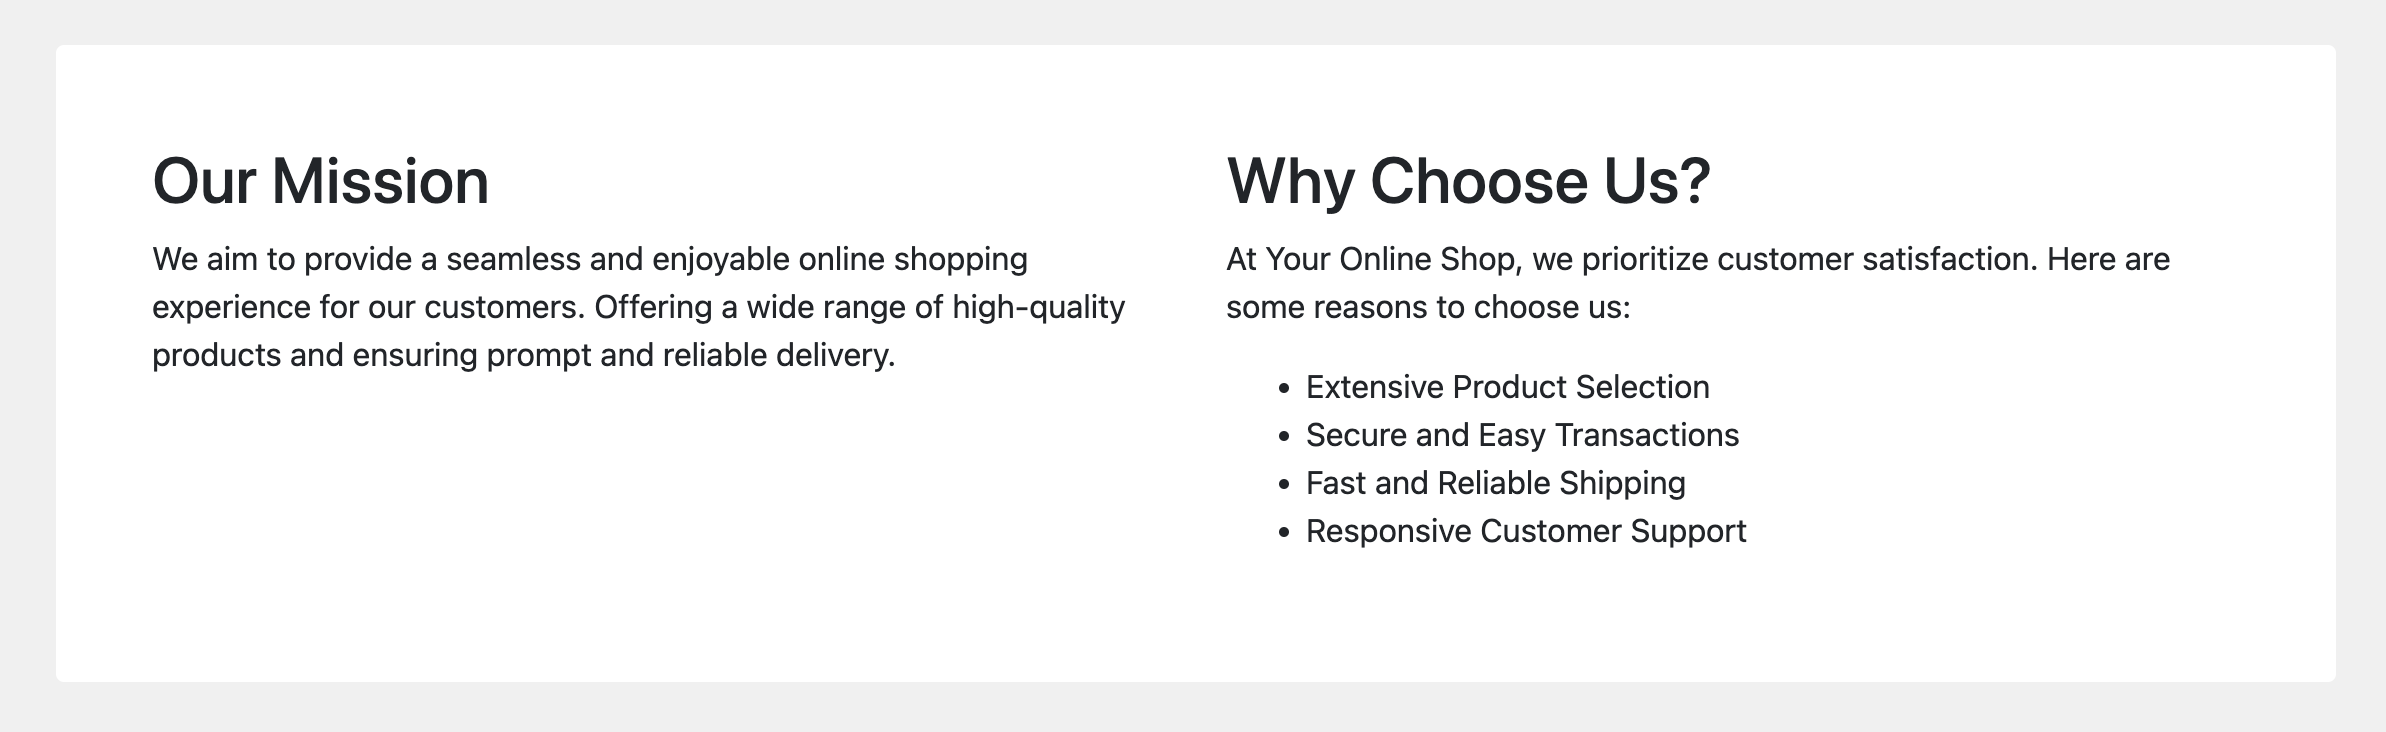 Our Mission
We aim to provide a seamless and enjoyable online shopping
experience for our customers. Offering a wide range of high-quality
products and ensuring prompt and reliable delivery.
Why Choose Us?
At Your Online Shop, we prioritize customer satisfaction. Here are
some reasons to choose us:
• Extensive Product Selection
• Secure and Easy Transactions
• Fast and Reliable Shipping
• Responsive Customer Support